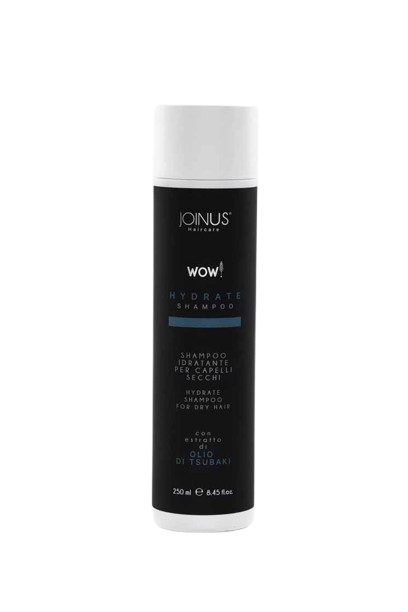 JOINUS®
Haircare
WOW!
HYDRATE
SHAMPOO
SHAMPOO
IDRATANTE
PER CAPELLI
SECCHI
HYDRATE
SHAMPOO
FOR DRY HAIR
con
estratto
di
OLIO
DI TSUBAKI
250 ml ℮ 8.45 fl.oz.